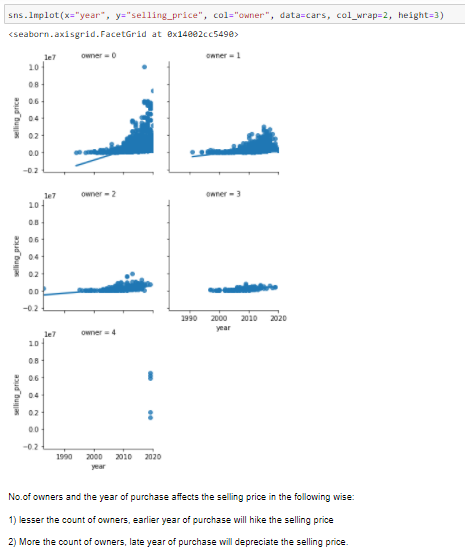 sns.lmplot(x="year", y="selling_price", col="owner", data=cars, col_wrap=2, height=3)
<seaborn.axisgrid.FacetGrid at 0x14002cc5490>
1e7 owner = 0 owner = 1
1.0
0.8
0.6
0.4
0.2
0.0
−0.2
selling_price
1e7 owner = 2 owner = 3
1.0
0.8
0.6
0.4
0.2
0.0
−0.2
selling_price
1990 2000 2010 2020
year
1e7 owner = 4
1.0
0.8
0.6
0.4
0.2
0.0
−0.2
selling_price
1990 2000 2010 2020
year
No.of owners and the year of purchase affects the selling price in the following wise:
1) lesser the count of owners, earlier year of purchase will hike the selling price
2) More the count of owners, late year of purchase will depreciate the selling price.